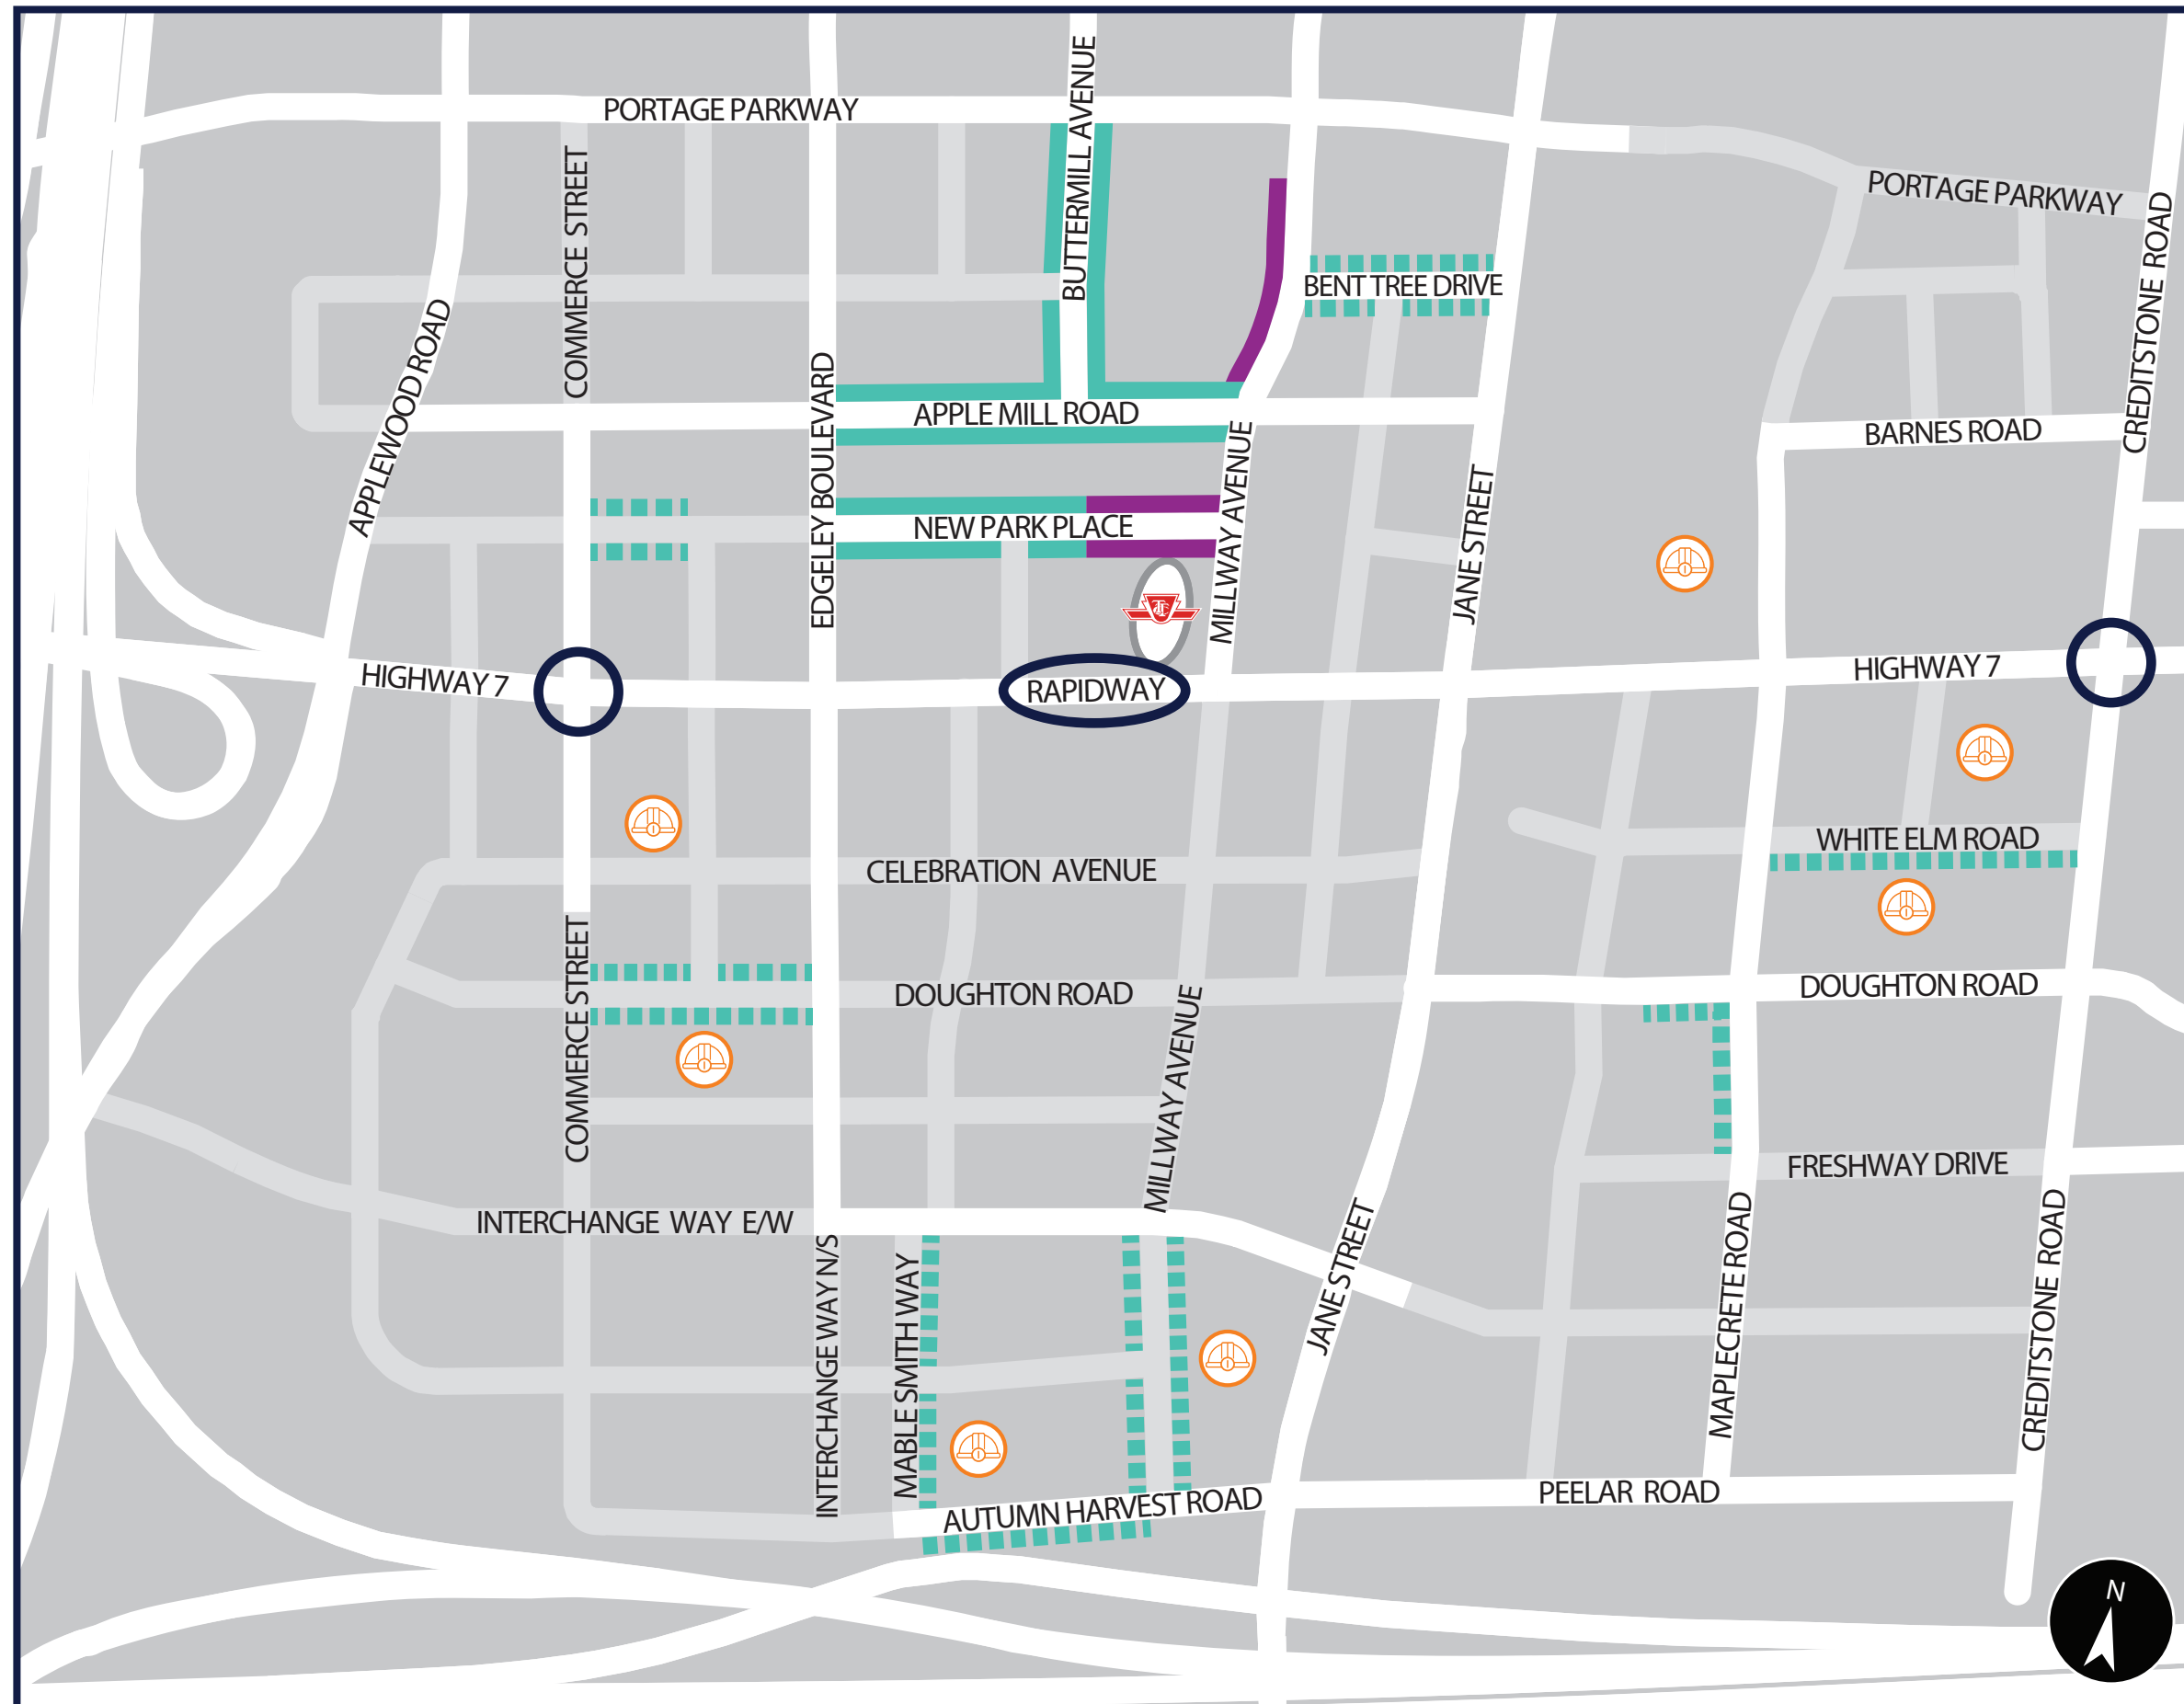 PORTAGE PARKWAY
BUTTERMILL AVENUE
COMMERCE STREET
PORTAGE PARKWAY
CREDITSTONE ROAD
BENT TREE DRIVE
APPLEWOOD ROAD
EDGELEY BOULEVARD
APPLE MILL ROAD
MILLWAY AVENUE
BARNES ROAD
JANE STREET
NEW PARK PLACE
TTC
HIGHWAY 7
RAPIDWAY
HIGHWAY 7
WHITE ELM ROAD
CELEBRATION AVENUE
COMMERCE STREET
DOUGHTON ROAD
MILLWAY AVENUE
DOUGHTON ROAD
FRESHWAY DRIVE
INTERCHANGE WAY E/W
INTERCHANGE WAY N/S
MABLE SMITH WAY
JANE STREET
MAPLECRETE ROAD
CREDITSTONE ROAD
AUTUMN HARVEST ROAD
PEELAR ROAD
N